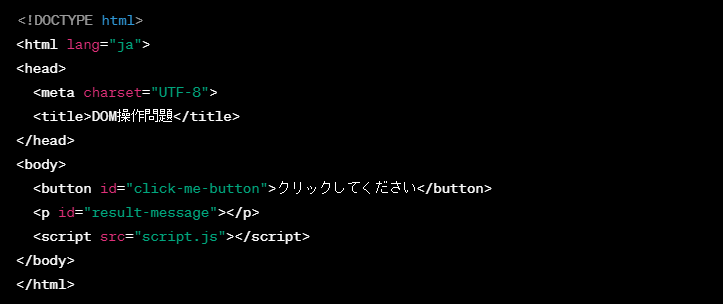 <!DOCTYPE html>
<html lang="ja">
<head>
  <meta charset="UTF-8">
  <title>DOM操作問題</title>
</head>
<body>
  <button id="click-me-button">クリックしてください</button>
  <p id="result-message"></p>
  <script src="script.js"></script>
</body>
</html>